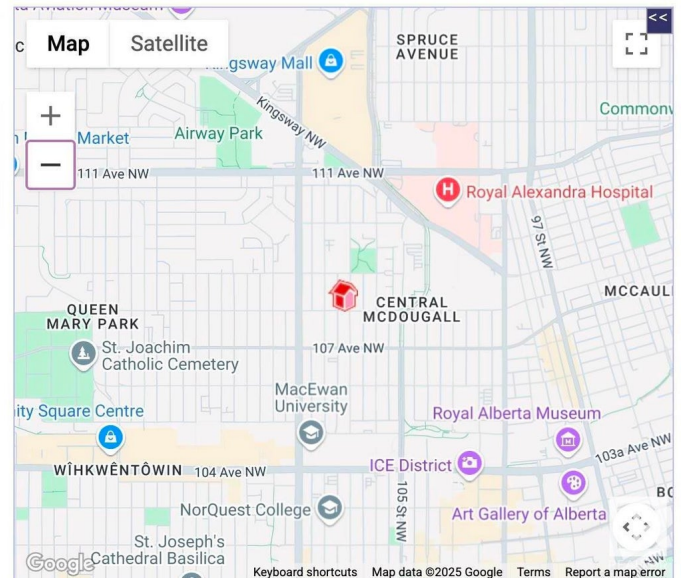 ta Aviation Museum
<<
Map
Satellite
SPRUCE
AVENUE
Kingsway Mall
Common
Kingsway NW
Market
Airway Park
111 Ave NW
111 Ave NW
Royal Alexandra Hospital
H
97 St NW
MCCAUL
QUEEN
MARY PARK
CENTRAL
MCDOUGALL
St. Joachim
Catholic Cemetery
107 Ave NW
MacEwan
University
ity Square Centre
Royal Alberta Museum
103a Ave NW
WÎHKWÊNTÔWIN
104 Ave NW
ICE District
105 St NW
NorQuest College
Art Gallery of Alberta
BO
St. Joseph's
Cathedral Basilica
NW
Google
Keyboard shortcuts
Map data ©2025 Google
Terms
Report a map error